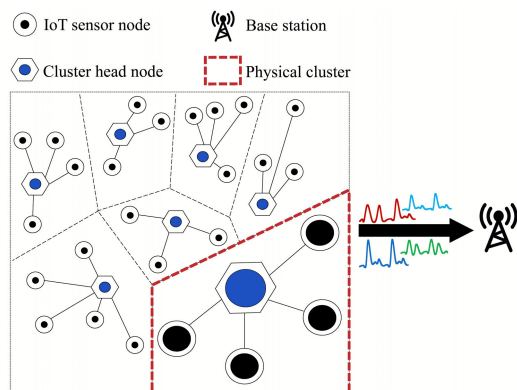 IoT sensor node
Base station
Cluster head node
Physical cluster